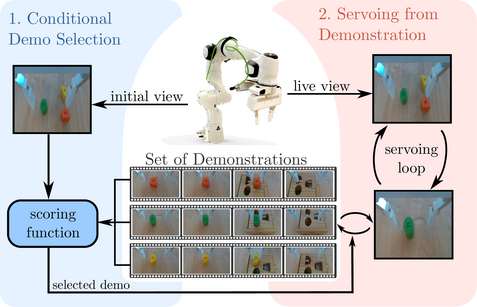 1. Conditional
Demo Selection
2. Servoing from
Demonstration
initial view
live view
servoing
loop
Set of Demonstrations
scoring
function
selected demo